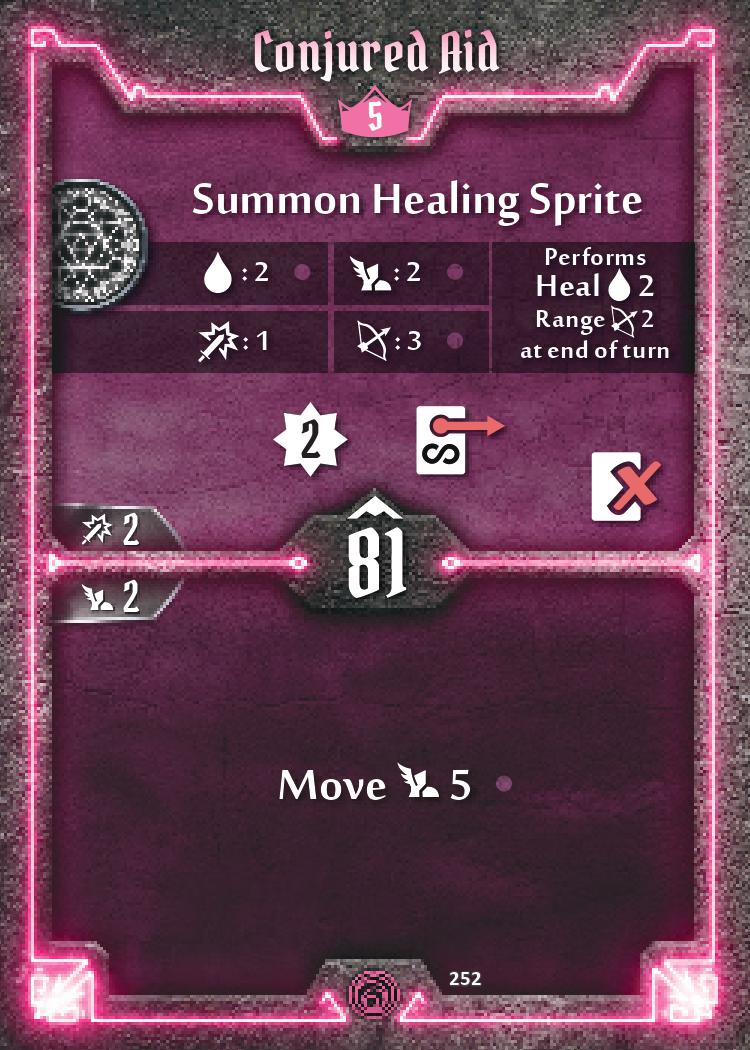 Conjured Aid
5
Summon Healing Sprite
: 2
: 2
: 1
: 3
Performs
Heal 2
Range 2
at end of turn
2
2
81
2
Move 5
252